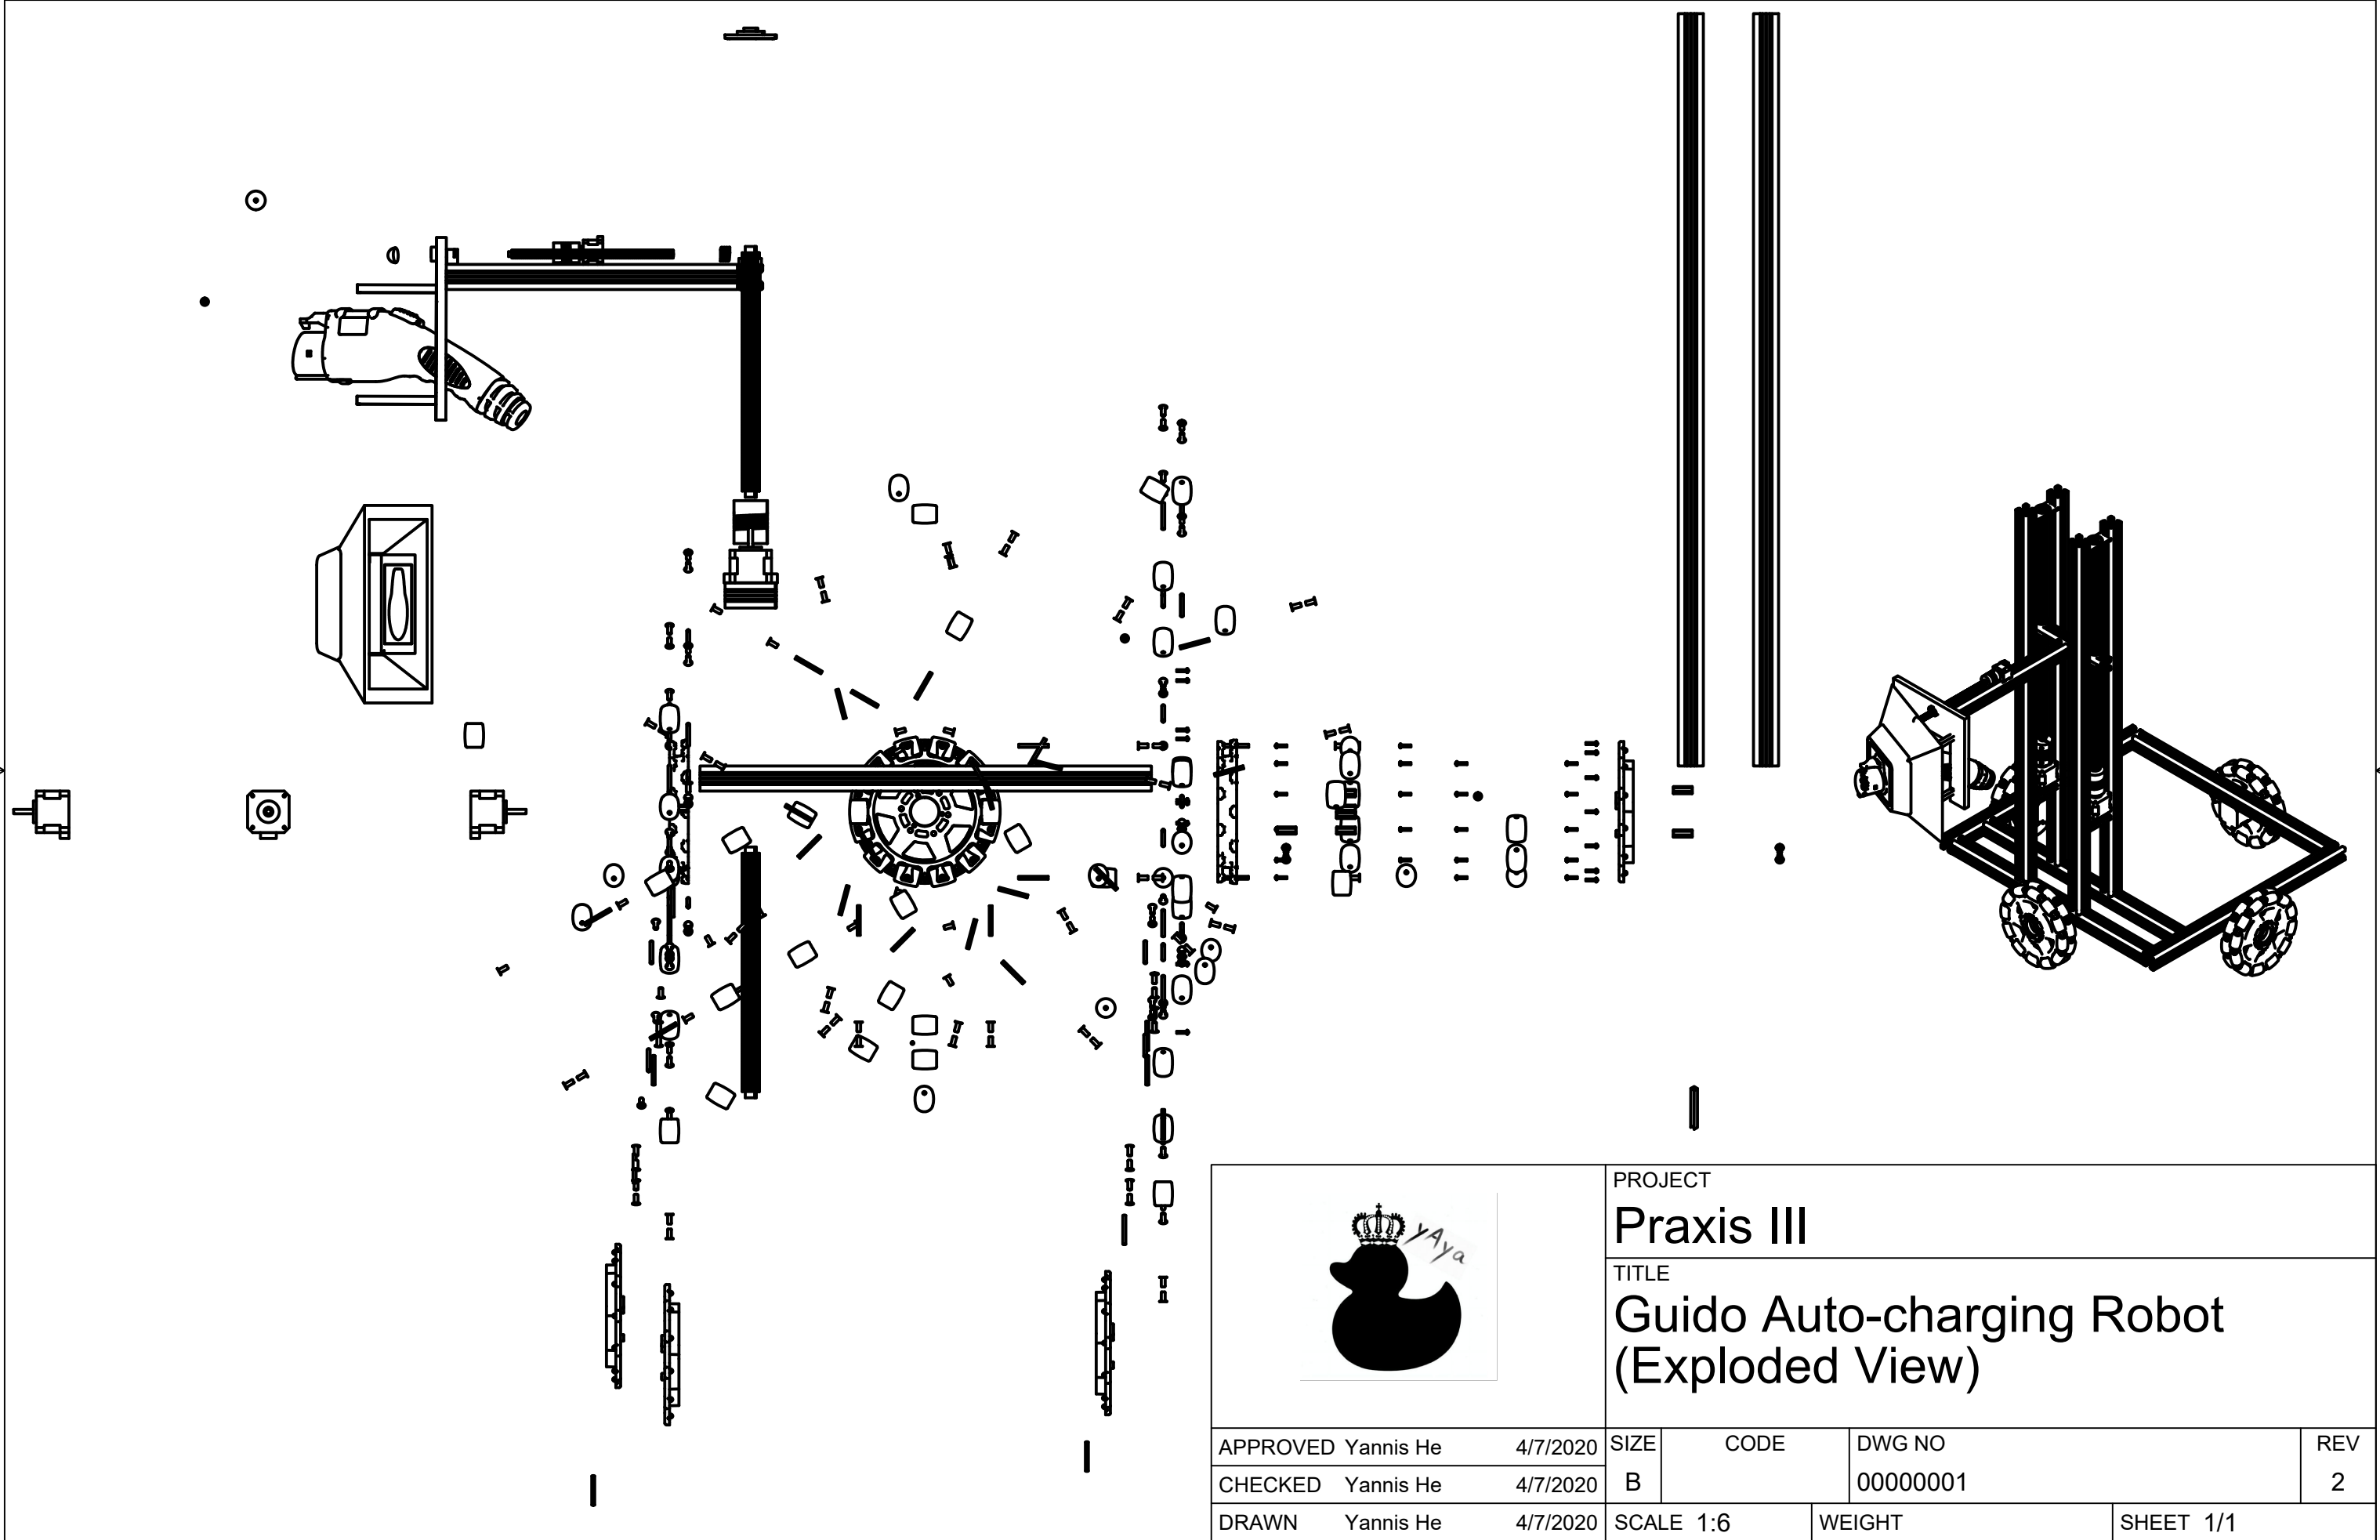 yAya
PROJECT
Praxis III
TITLE
Guido Auto-charging Robot
(Exploded View)
APPROVED Yannis He 4/7/2020
CHECKED Yannis He 4/7/2020
DRAWN Yannis He 4/7/2020
SIZE CODE DWG NO REV
B 00000001 2
SCALE 1:6 WEIGHT SHEET 1/1